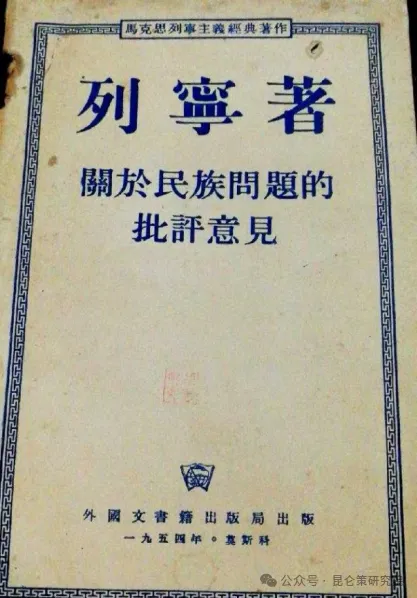 馬克思列寧主義經典著作
列寧著
關於民族問題的
批評意見
外國文書籍出版局出版
一九五四年。莫斯科
公众号·昆仑策研究院